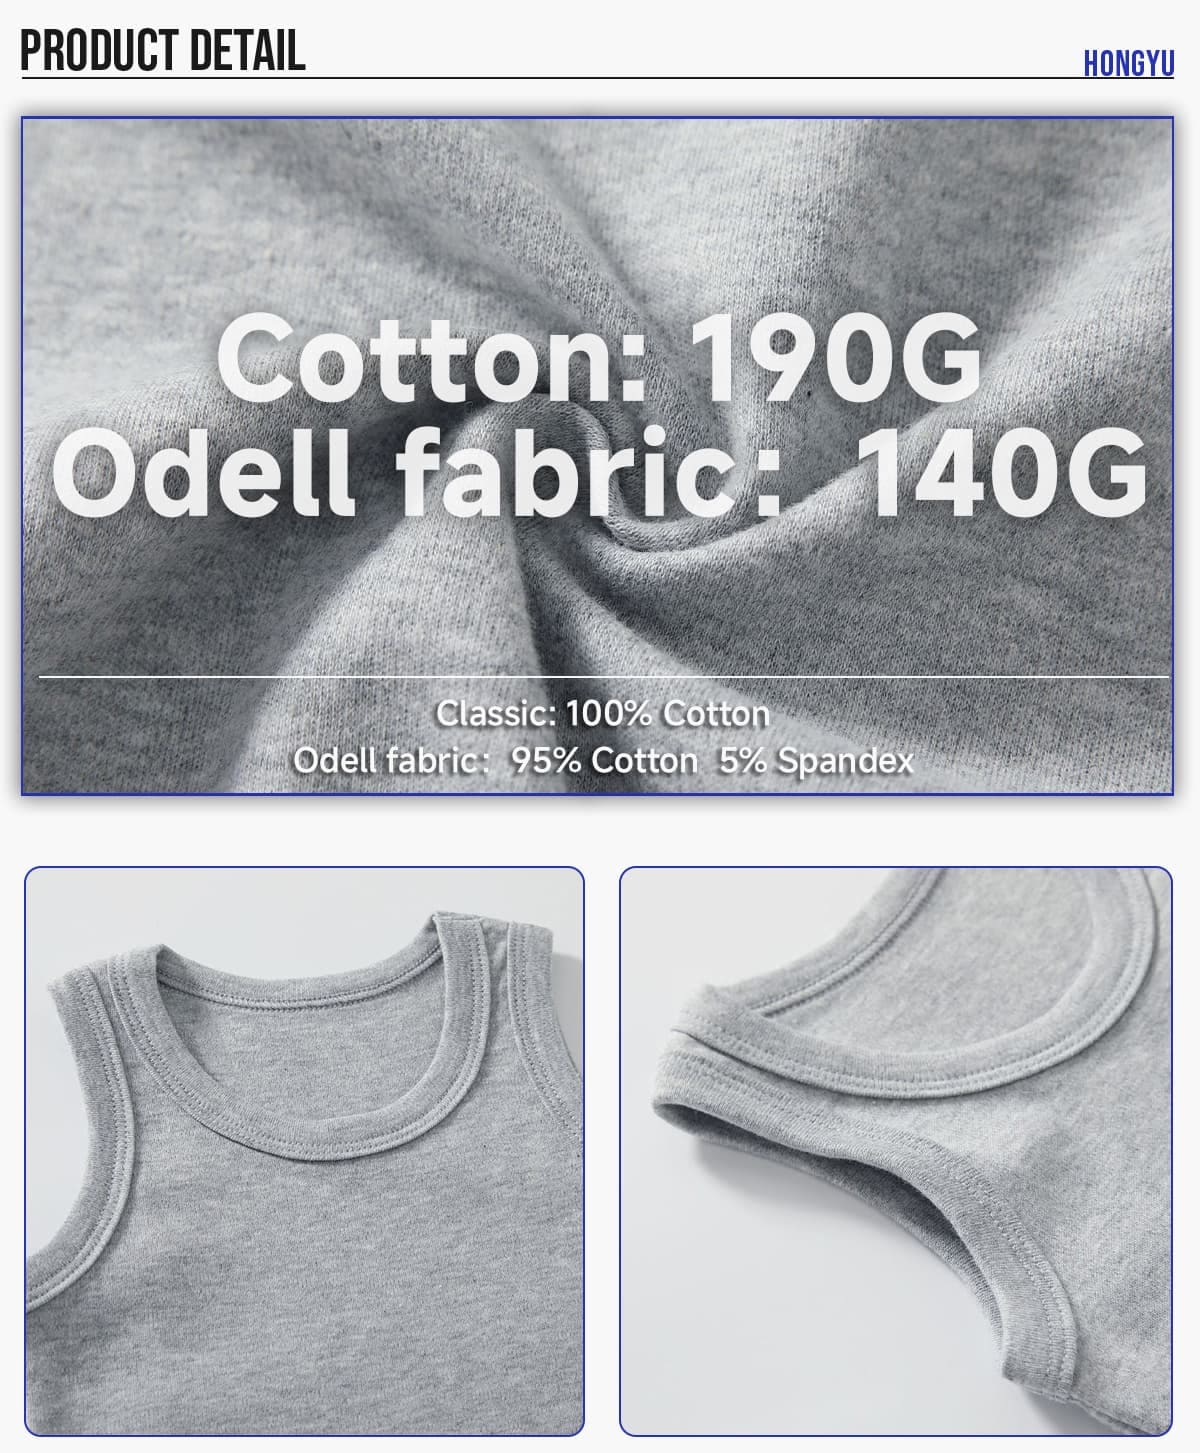 PRODUCT DETAIL
HONGYU
Cotton: 190G
Odell fabric: 140G
Classic: 100% Cotton
Odell fabric: 95% Cotton 5% Spandex